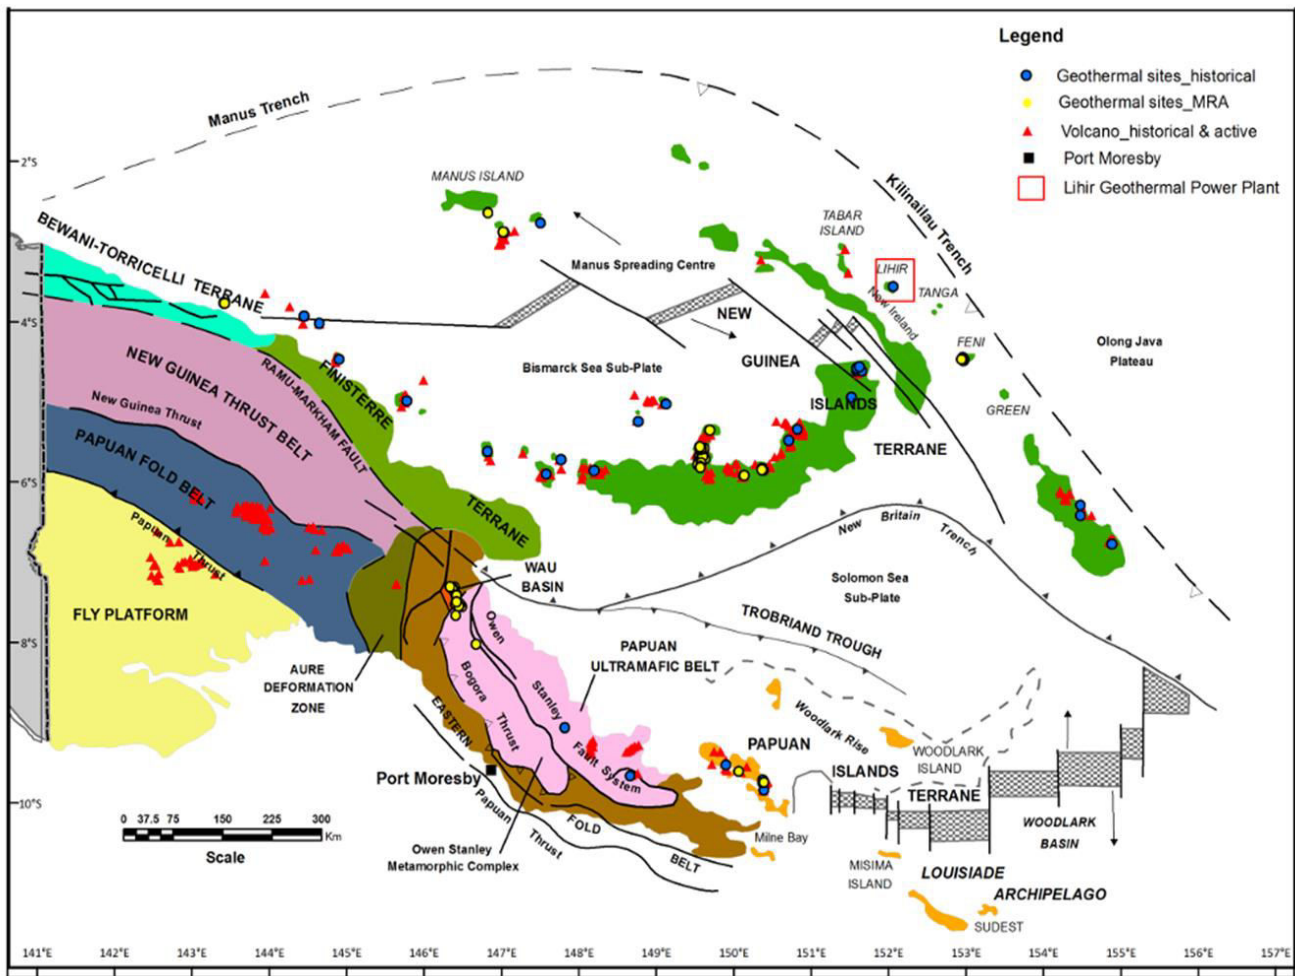 Legend
Geothermal sites_historical
Geothermal sites_MRA
Volcano_historical & active
Port Moresby
Lihir Geothermal Power Plant
Manus Trench
2°S
MANUS ISLAND
Kilinailau Trench
TABAR
ISLAND
BEWANI-TORRICELLI TERRANE
Manus Spreading Centre
LIHIR
TANGA
New Ireland
4°S
NEW
GUINEA
ISLANDS
TERRANE
Olong Java
Plateau
FENI
GREEN
Bismarck Sea Sub-Plate
NEW GUINEA THRUST BELT
RAMU-MARKHAM FAULT
FINISTERRE
TERRANE
New Guinea Thrust
PAPUAN FOLD BELT
6°S
Papuan Thrust
New Britain Trench
WAU
BASIN
Solomon Sea
Sub-Plate
FLY PLATFORM
TROBRIAND TROUGH
8°S
AURE
DEFORMATION
ZONE
PAPUAN
ULTRAMAFIC BELT
Owen Stanley Fault System
Bogora Thrust
EASTERN FOLD BELT
Woodlark Rise
PAPUAN
ISLANDS
TERRANE
WOODLARK
ISLAND
Port Moresby
10°S
Papuan Thrust
0 37.5 75 150 225 300
Km
Scale
Owen Stanley
Metamorphic Complex
Milne Bay
WOODLARK
BASIN
MISIMA
ISLAND
LOUISIADE
ARCHIPELAGO
SUDEST
141°E 142°E 143°E 144°E 145°E 146°E 147°E 148°E 149°E 150°E 151°E 152°E 153°E 154°E 155°E 156°E 157°E